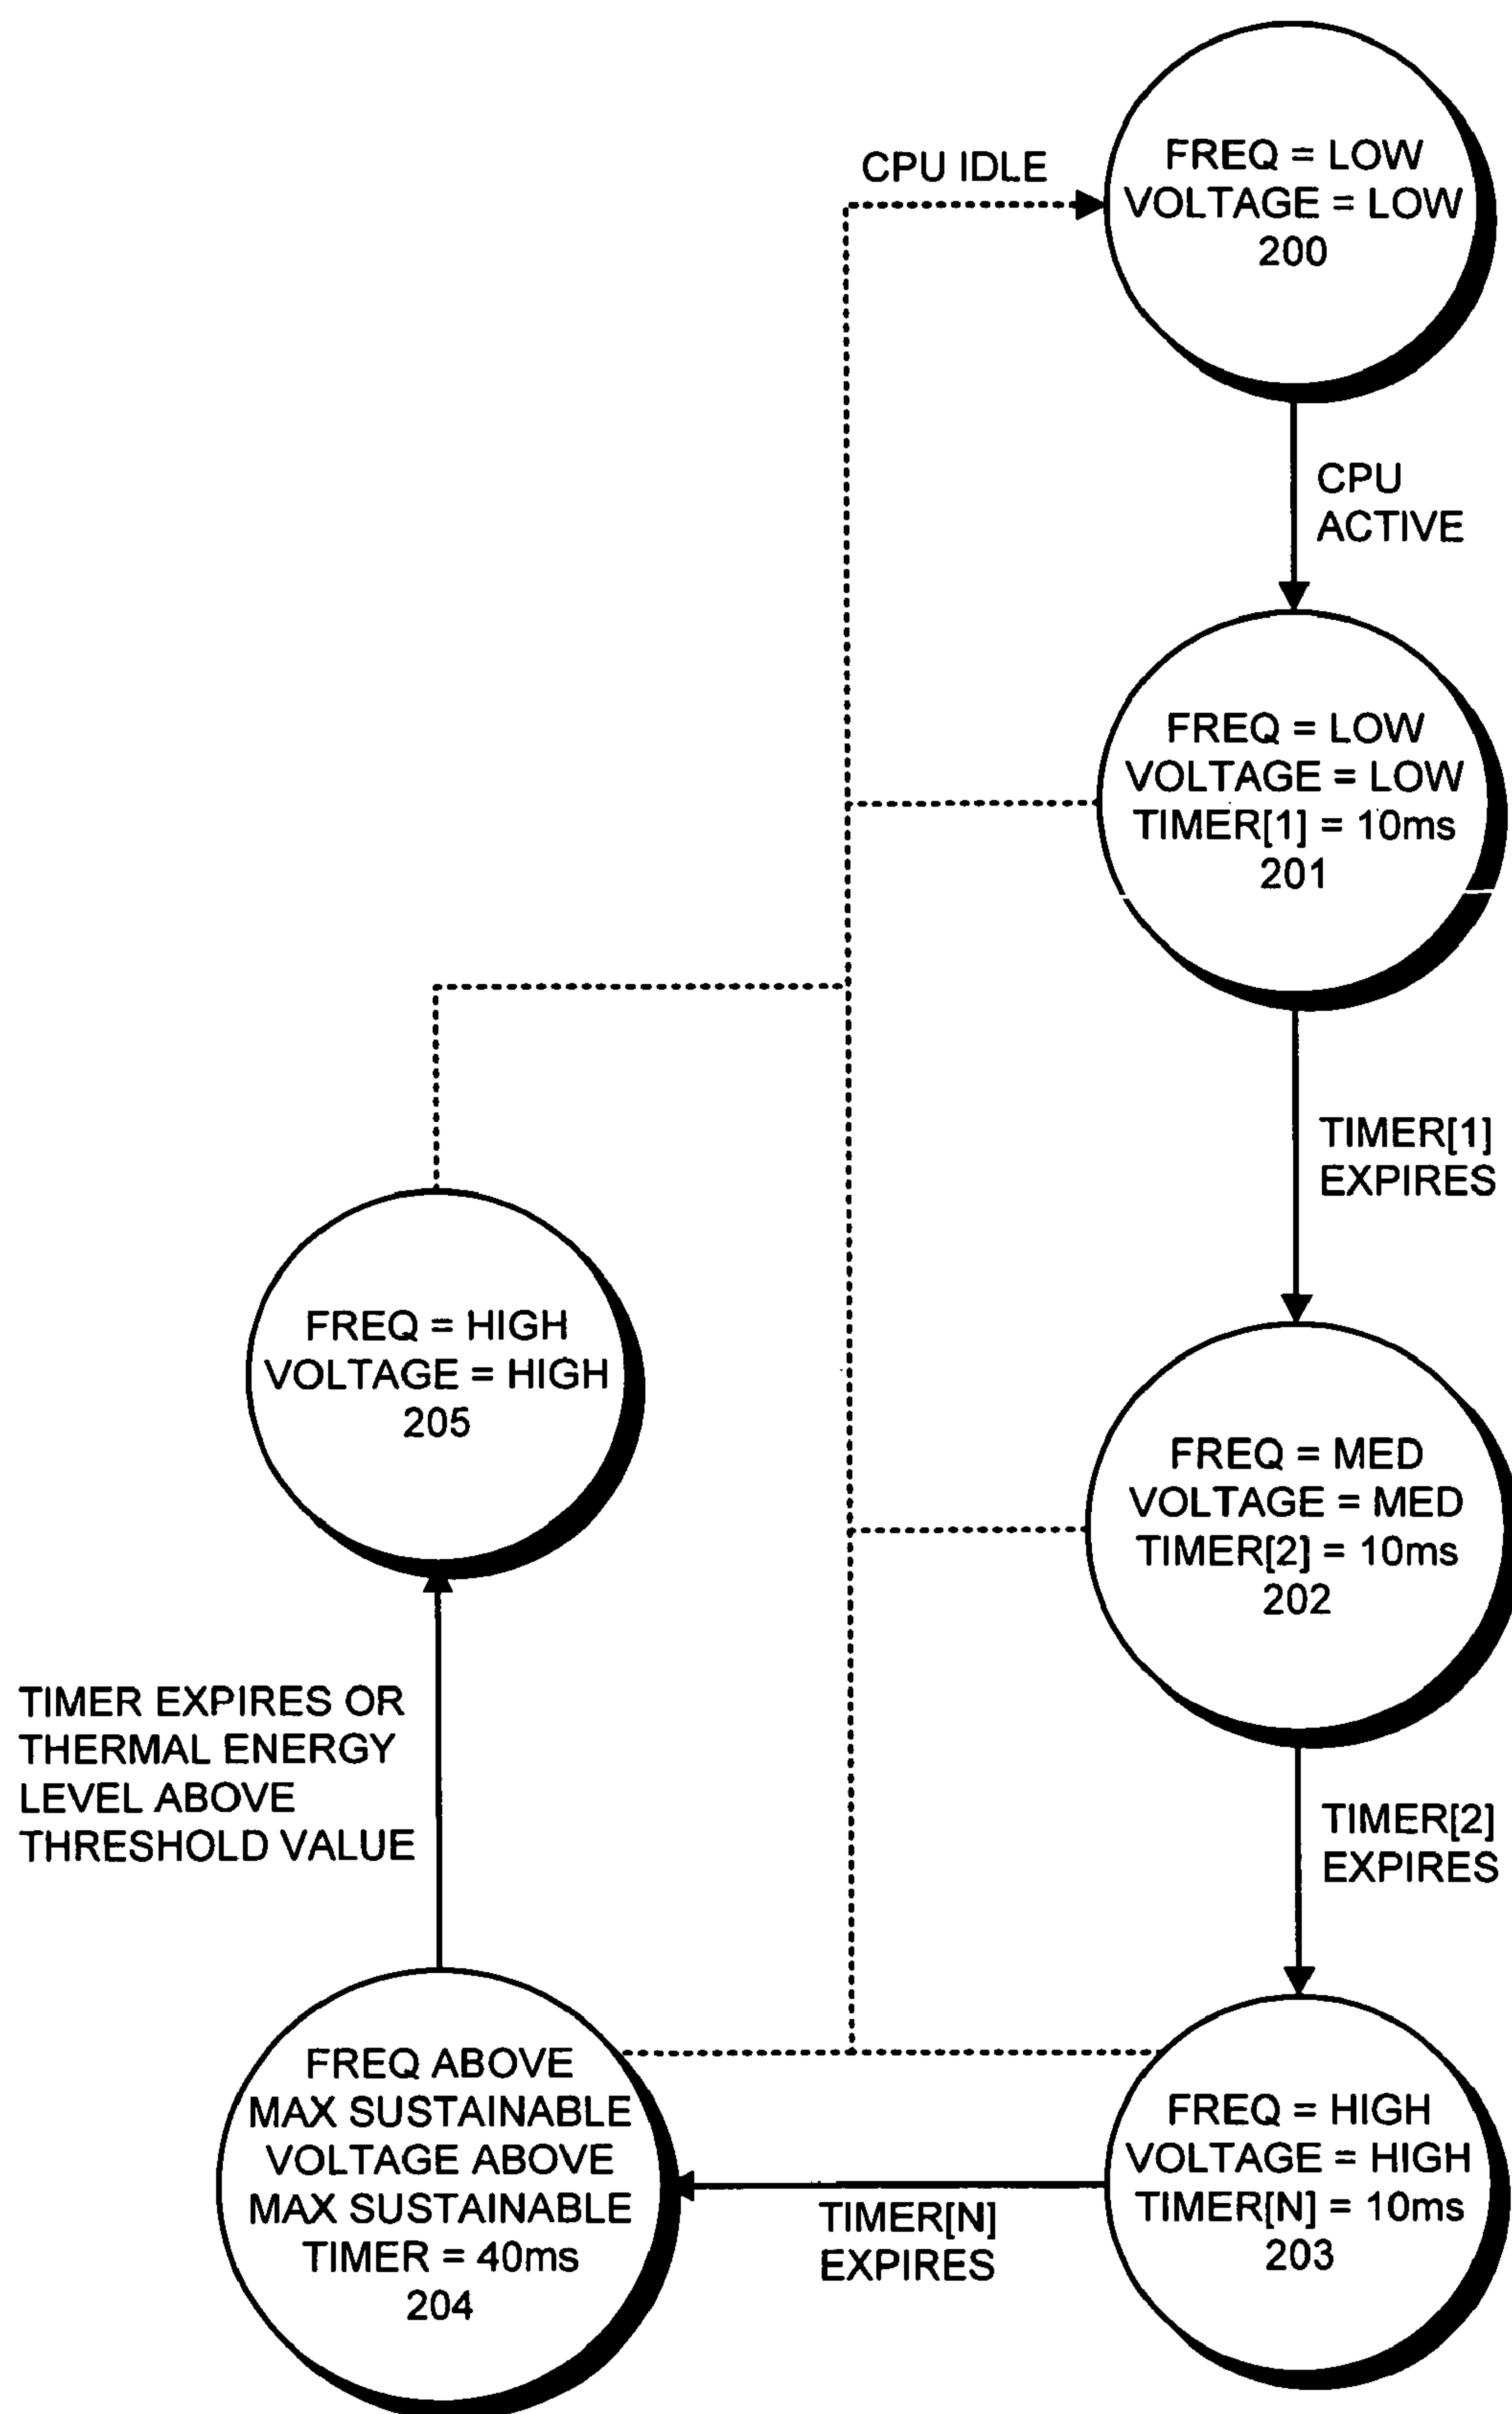 CPU IDLE
FREQ = LOW
VOLTAGE = LOW
200
CPU
ACTIVE
FREQ = LOW
VOLTAGE = LOW
TIMER[1] = 10ms
201
TIMER[1]
EXPIRES
FREQ = HIGH
VOLTAGE = HIGH
205
FREQ = MED
VOLTAGE = MED
TIMER[2] = 10ms
202
TIMER EXPIRES OR
THERMAL ENERGY
LEVEL ABOVE
THRESHOLD VALUE
TIMER[2]
EXPIRES
FREQ ABOVE
MAX SUSTAINABLE
VOLTAGE ABOVE
MAX SUSTAINABLE
TIMER = 40ms
204
TIMER[N]
EXPIRES
FREQ = HIGH
VOLTAGE = HIGH
TIMER[N] = 10ms
203